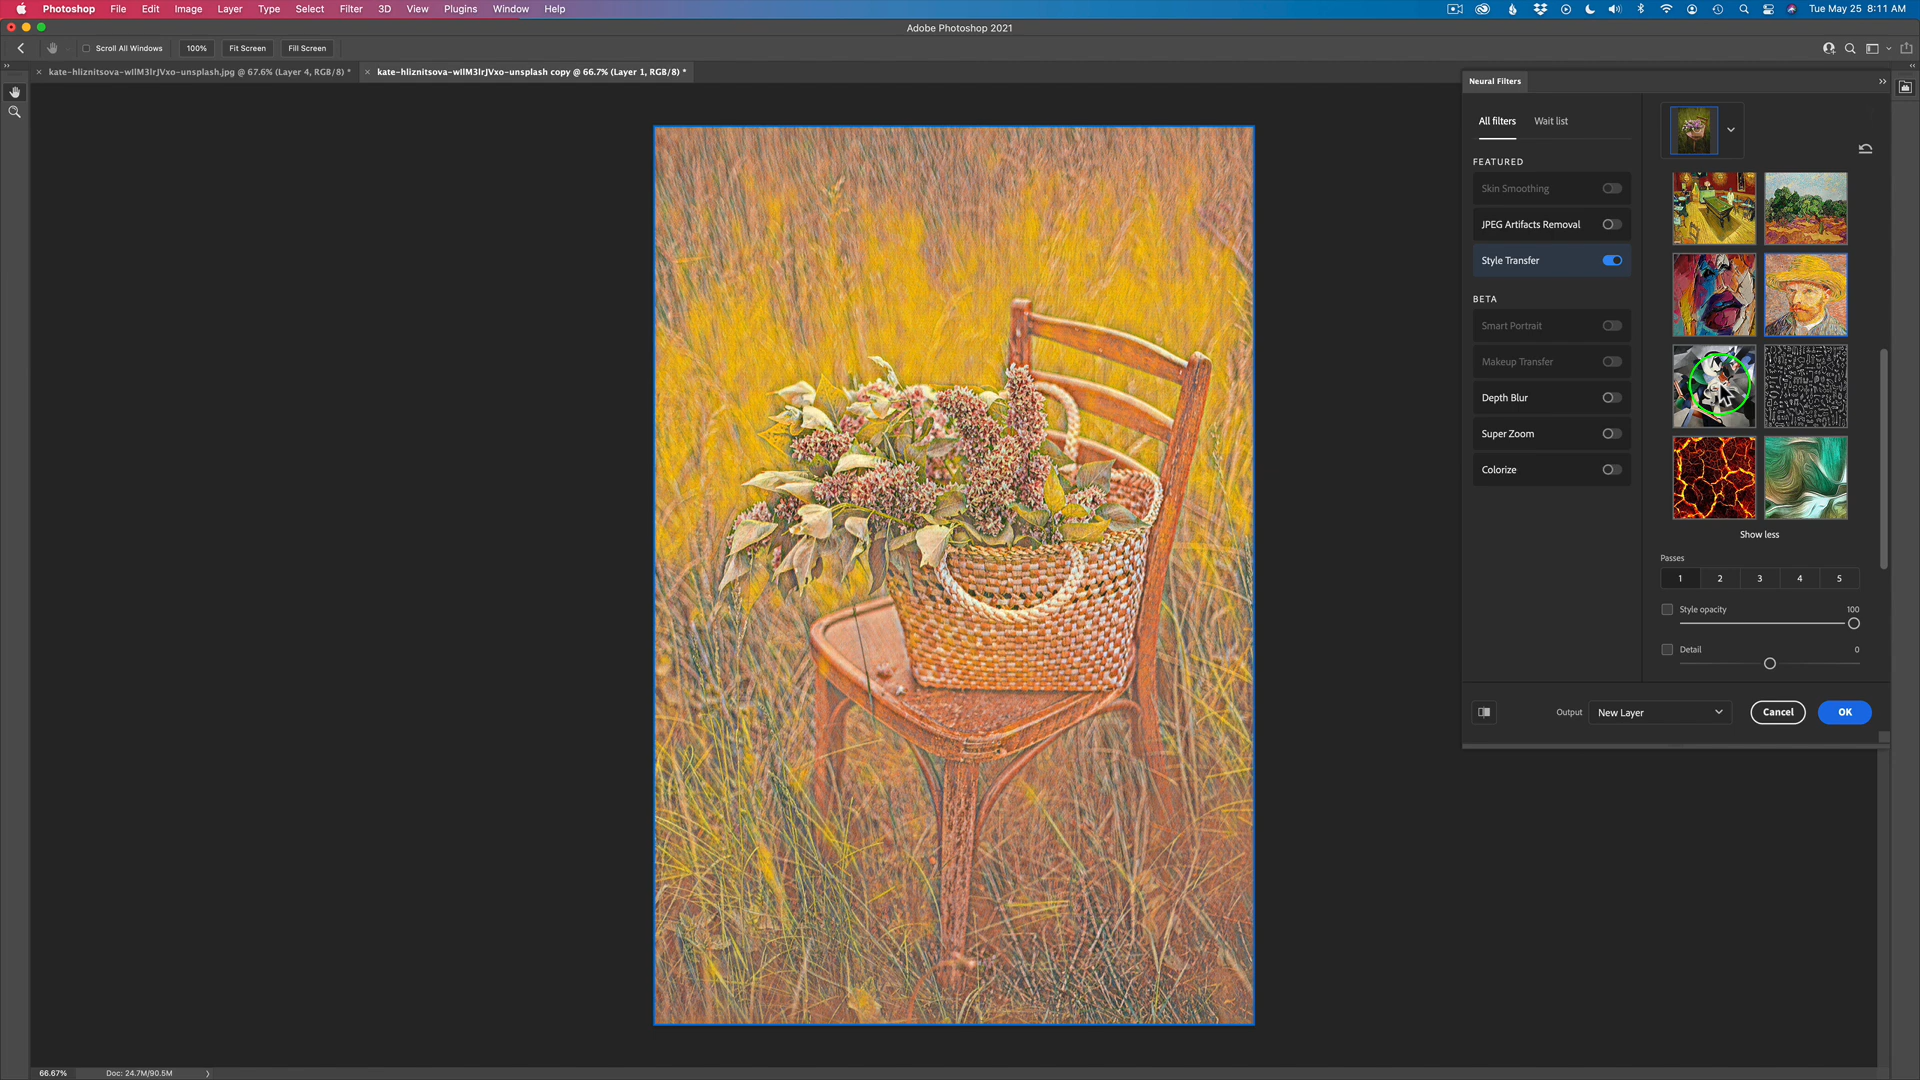 Photoshop File Edit Image Layer Type Select Filter 3D View Plugins Window Help Tue May 25 8:11 AM
Adobe Photoshop 2021
Scroll All Windows 100% Fit Screen Fill Screen
kate-hliznitsova-wllM3lrJVxo-unsplash.jpg @ 67.6% (Layer 4, RGB/8) * kate-hliznitsova-wllM3lrJVxo-unsplash copy @ 66.7% (Layer 1, RGB/8) *
Neural Filters
All filters Wait list
FEATURED
Skin Smoothing
JPEG Artifacts Removal
Style Transfer
BETA
Smart Portrait
Makeup Transfer
Depth Blur
Super Zoom
Colorize
Show less
Passes
1 2 3 4 5
Style opacity 100
Detail 0
Output New Layer Cancel OK
66.67% Doc: 24.7M/90.5M